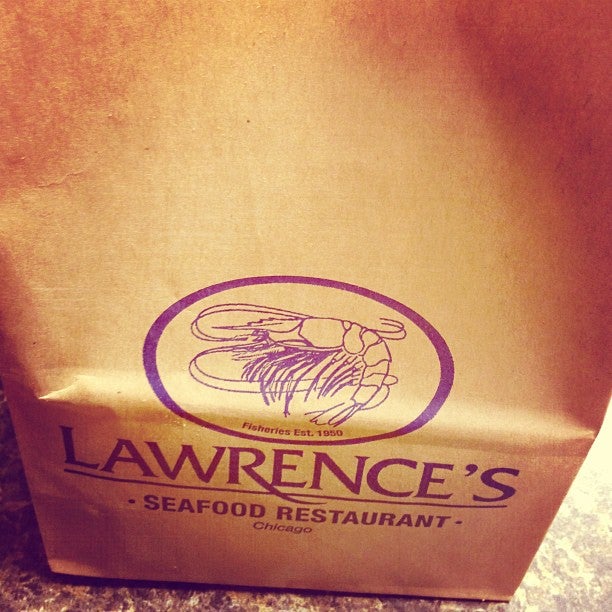 Fisheries Est. 1950
LAWRENCE'S
· SEAFOOD RESTAURANT ·
Chicago